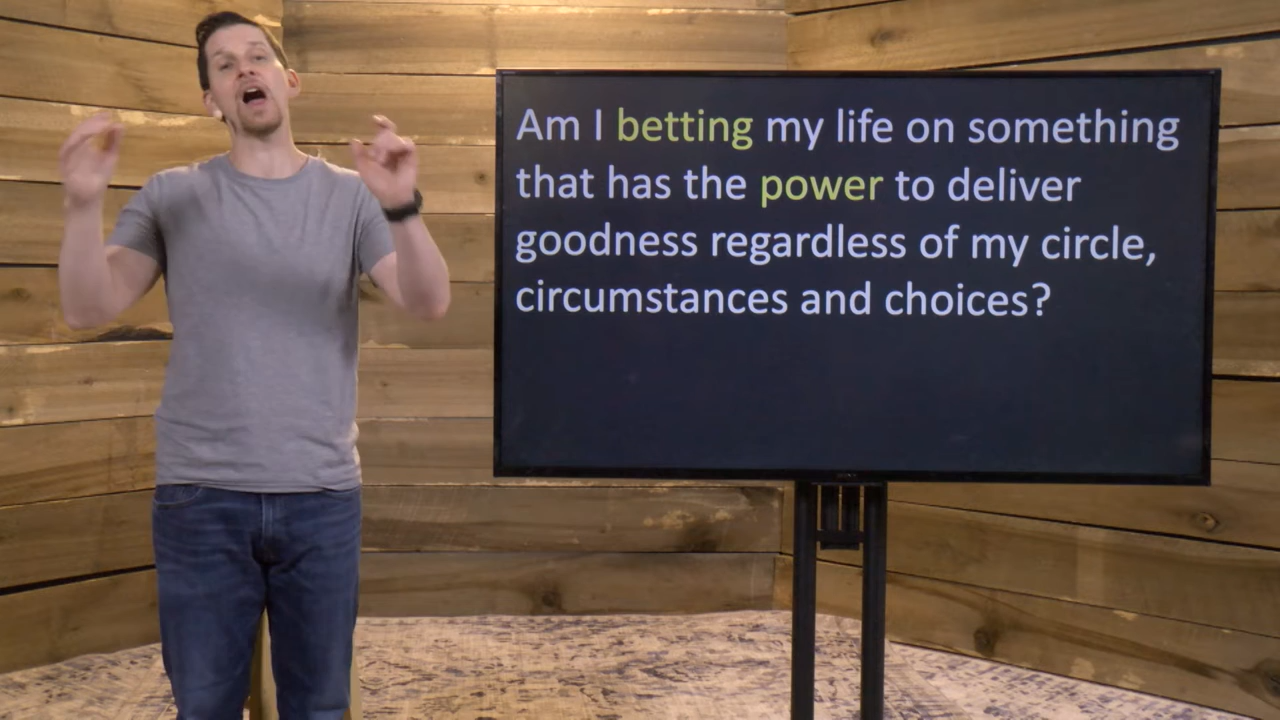 Am I betting my life on something
that has the power to deliver
goodness regardless of my circle,
circumstances and choices?
SONY